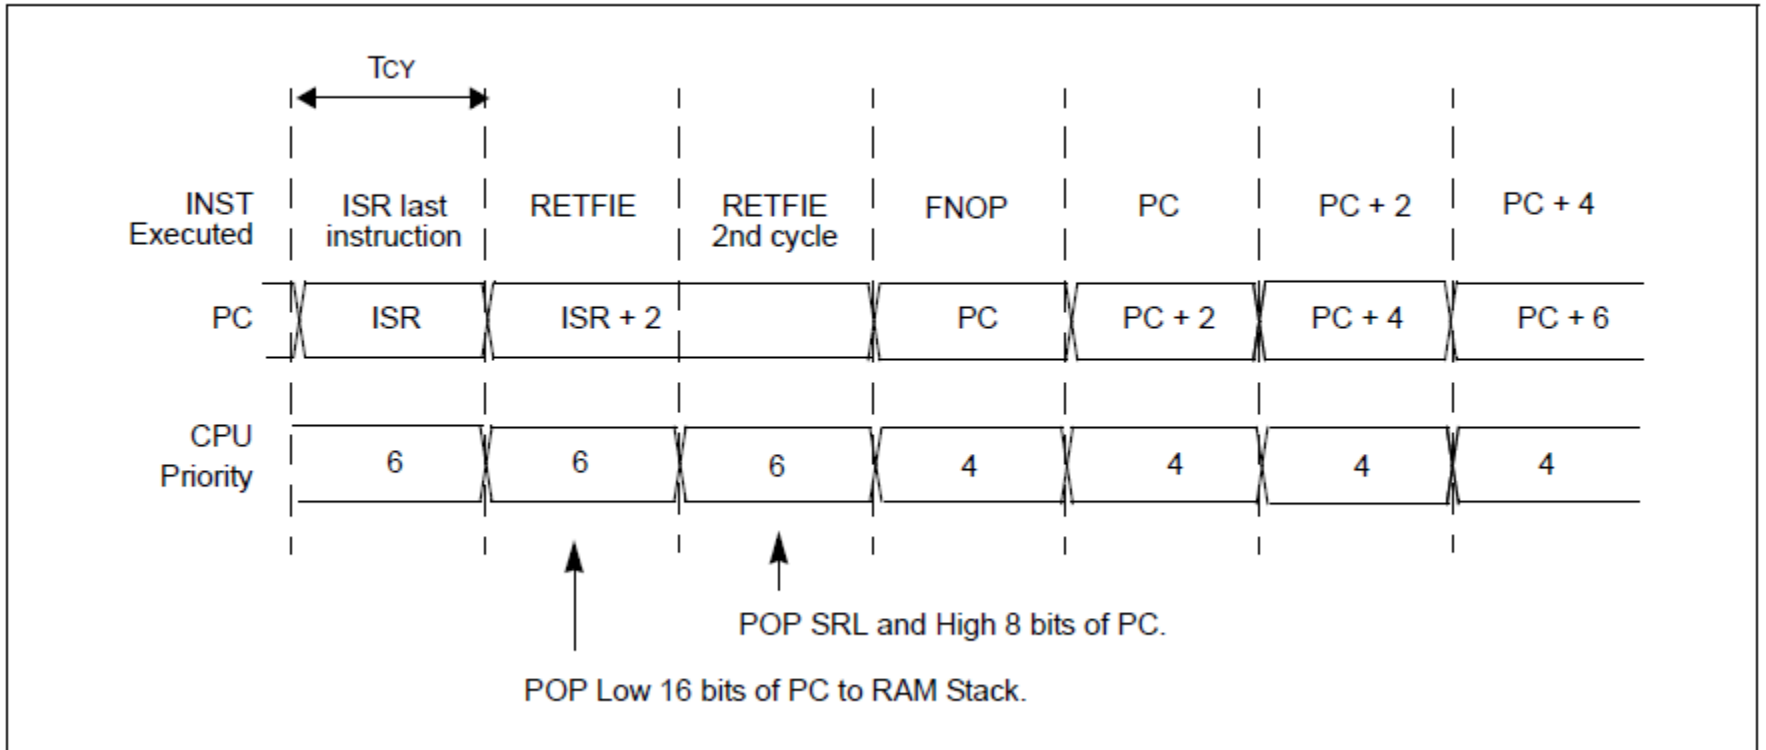 TCY
INST
Executed
ISR last
instruction
RETFIE
RETFIE
2nd cycle
FNOP
PC
PC + 2
PC + 4
PC
ISR
ISR + 2
PC
PC + 2
PC + 4
PC + 6
CPU
Priority
6
6
6
4
4
4
4
POP SRL and High 8 bits of PC.
POP Low 16 bits of PC to RAM Stack.